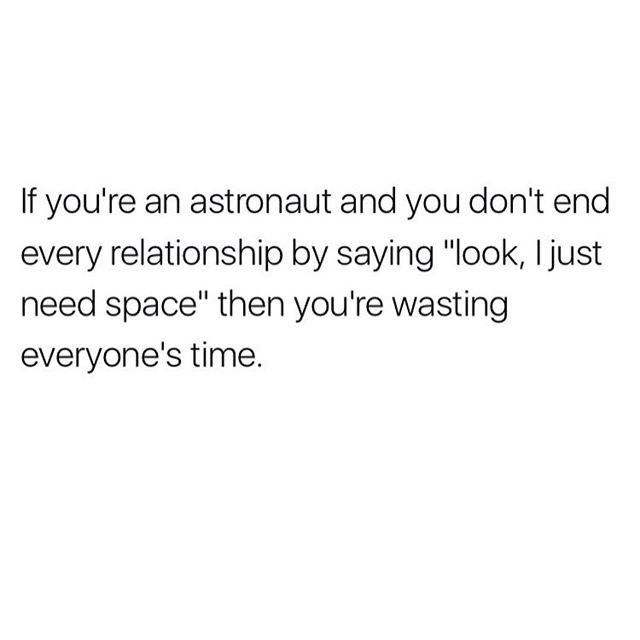 If you're an astronaut and you don't end
every relationship by saying "look, I just
need space" then you're wasting
everyone's time.